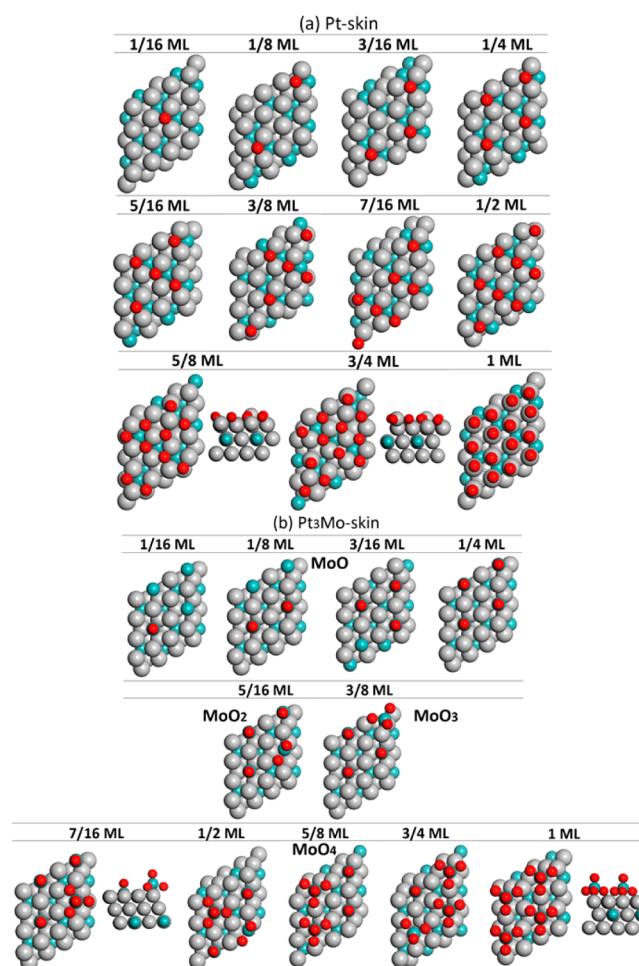 (a) Pt-skin
1/16 ML 1/8 ML 3/16 ML 1/4 ML
5/16 ML 3/8 ML 7/16 ML 1/2 ML
5/8 ML 3/4 ML 1 ML
(b) Pt₃Mo-skin
1/16 ML 1/8 ML 3/16 ML 1/4 ML
MoO
5/16 ML 3/8 ML
MoO₂ MoO₃
7/16 ML 1/2 ML 5/8 ML 3/4 ML 1 ML
MoO₄